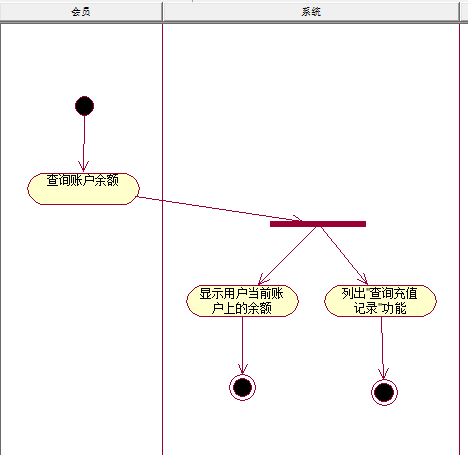 会员
系统
查询账户余额
显示用户当前账
户上的余额
列出"查询充值
记录"功能